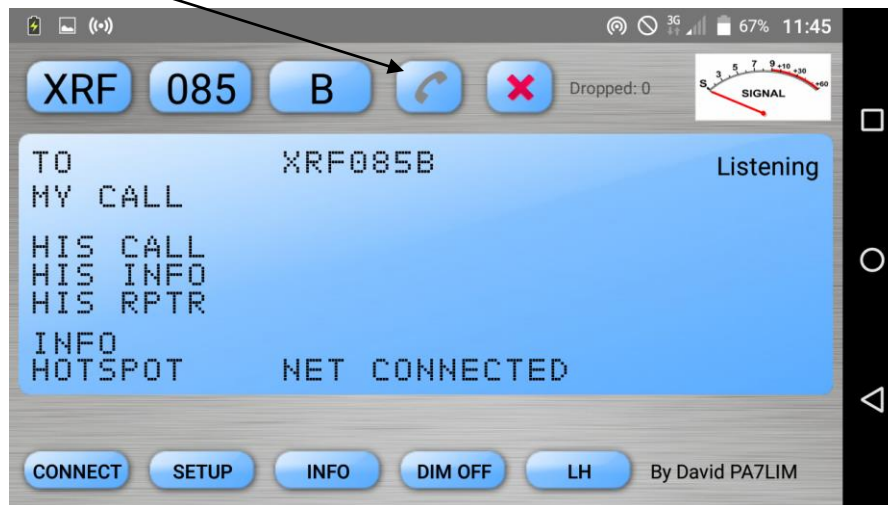 3G 67% 11:45
XRF 085 B Dropped: 0
S 3 5 7 9 +10 +30 +60
SIGNAL
TO XRF085B Listening
MY CALL
HIS CALL
HIS INFO
HIS RPTR
INFO
HOTSPOT NET CONNECTED
CONNECT SETUP INFO DIM OFF LH By David PA7LIM